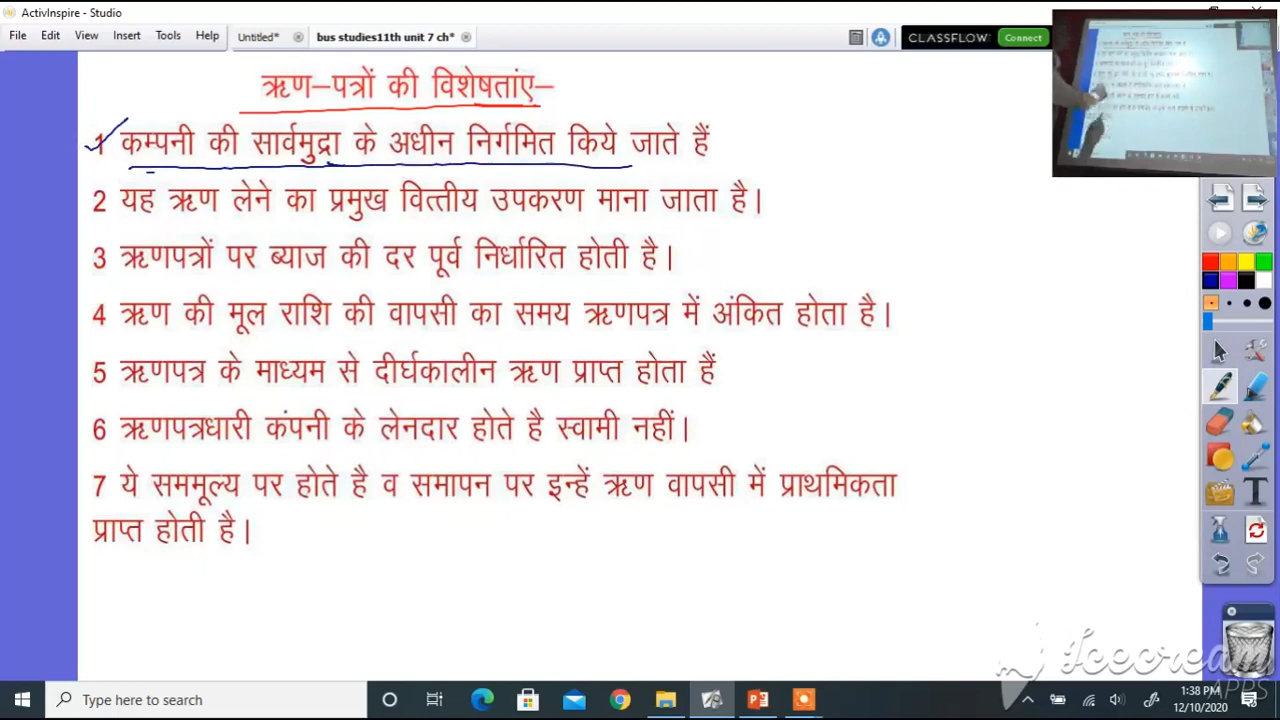 ActivInspire - Studio
File Edit View Insert Tools Help Untitled* bus studies11th unit 7 ch* CLASSFLOW Connect
ऋण–पत्रों की विशेषतांए–
1 कम्पनी की सार्वमुद्रा के अधीन निर्गमित किये जाते हैं
2 यह ऋण लेने का प्रमुख वित्तीय उपकरण माना जाता है।
3 ऋणपत्रों पर ब्याज की दर पूर्व निर्धारित होती है।
4 ऋण की मूल राशि की वापसी का समय ऋणपत्र में अंकित होता है।
5 ऋणपत्र के माध्यम से दीर्घकालीन ऋण प्राप्त होता हैं
6 ऋणपत्रधारी कंपनी के लेनदार होते है स्वामी नहीं।
7 ये सममूल्य पर होते है व समापन पर इन्हें ऋण वापसी में प्राथमिकता
प्राप्त होती है।
Icecream
APPS
Type here to search
1:38 PM
12/10/2020